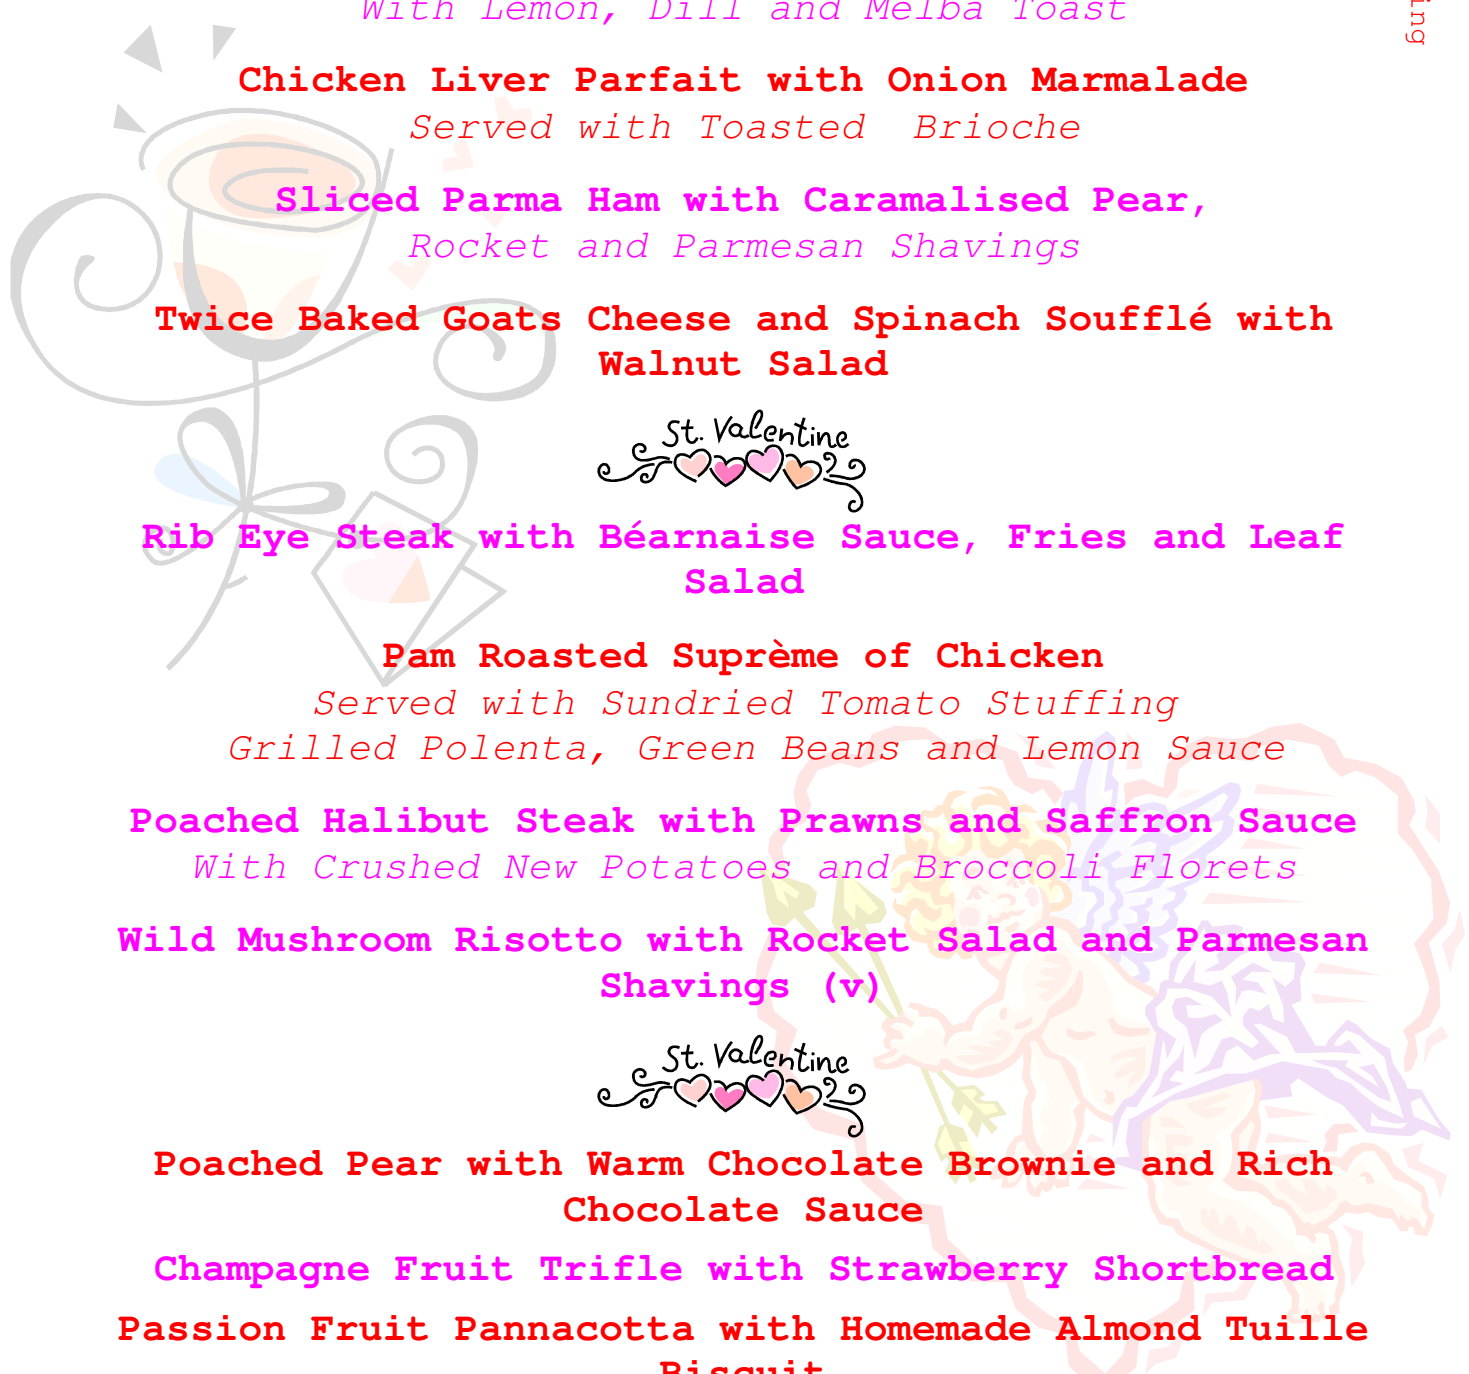 With Lemon, Dill and Melba Toast
ing
Chicken Liver Parfait with Onion Marmalade
Served with Toasted  Brioche
Sliced Parma Ham with Caramalised Pear,
Rocket and Parmesan Shavings
Twice Baked Goats Cheese and Spinach Soufflé with
Walnut Salad
St. Valentine
Rib Eye Steak with Béarnaise Sauce, Fries and Leaf
Salad
Pam Roasted Suprème of Chicken
Served with Sundried Tomato Stuffing
Grilled Polenta, Green Beans and Lemon Sauce
Poached Halibut Steak with Prawns and Saffron Sauce
With Crushed New Potatoes and Broccoli Florets
Wild Mushroom Risotto with Rocket Salad and Parmesan
Shavings (v)
St. Valentine
Poached Pear with Warm Chocolate Brownie and Rich
Chocolate Sauce
Champagne Fruit Trifle with Strawberry Shortbread
Passion Fruit Pannacotta with Homemade Almond Tuille
Biscuit